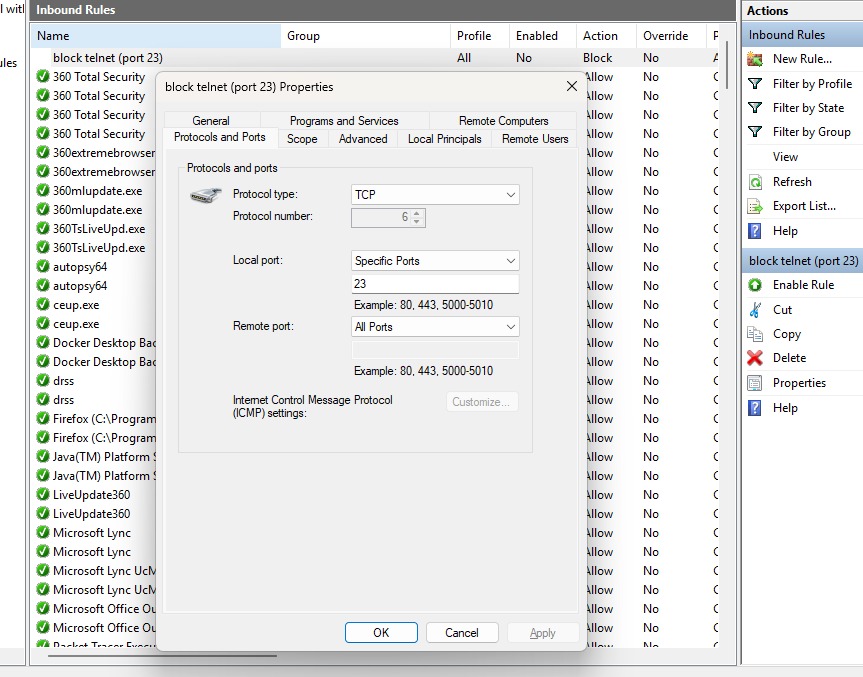 l with
ules
Inbound Rules
Name Group Profile Enabled Action Override P
block telnet (port 23) All No Block No A
360 Total Security Allow No C
360 Total Security Allow No C
360 Total Security Allow No C
360 Total Security Allow No C
360extremebrowser Allow No C
360extremebrowser Allow No C
360mlupdate.exe Allow No C
360mlupdate.exe Allow No C
360TsLiveUpd.exe Allow No C
360TsLiveUpd.exe Allow No C
autopsy64 Allow No C
autopsy64 Allow No C
ceup.exe Allow No C
ceup.exe Allow No C
Docker Desktop Bac Allow No C
Docker Desktop Bac Allow No C
drss Allow No C
drss Allow No C
Firefox (C:\Program Allow No C
Firefox (C:\Program Allow No C
Java(TM) Platform S Allow No C
Java(TM) Platform S Allow No C
LiveUpdate360 Allow No C
LiveUpdate360 Allow No C
Microsoft Lync Allow No C
Microsoft Lync Allow No C
Microsoft Lync UcM Allow No C
Microsoft Lync UcM Allow No C
Microsoft Office Ou Allow No C
Microsoft Office Ou Allow No C
Packet Tracer Execu Allow No C
block telnet (port 23) Properties
General Programs and Services Remote Computers
Protocols and Ports Scope Advanced Local Principals Remote Users
Protocols and ports
Protocol type: TCP
Protocol number: 6
Local port: Specific Ports
23
Example: 80, 443, 5000-5010
Remote port: All Ports
Example: 80, 443, 5000-5010
Internet Control Message Protocol
(ICMP) settings: Customize...
OK Cancel Apply
Actions
Inbound Rules
New Rule...
Filter by Profile
Filter by State
Filter by Group
View
Refresh
Export List...
Help
block telnet (port 23)
Enable Rule
Cut
Copy
Delete
Properties
Help